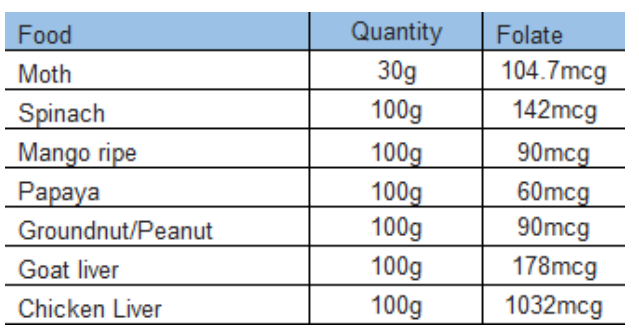 Food Quantity Folate
Moth 30g 104.7mcg
Spinach 100g 142mcg
Mango ripe 100g 90mcg
Papaya 100g 60mcg
Groundnut/Peanut 100g 90mcg
Goat liver 100g 178mcg
Chicken Liver 100g 1032mcg